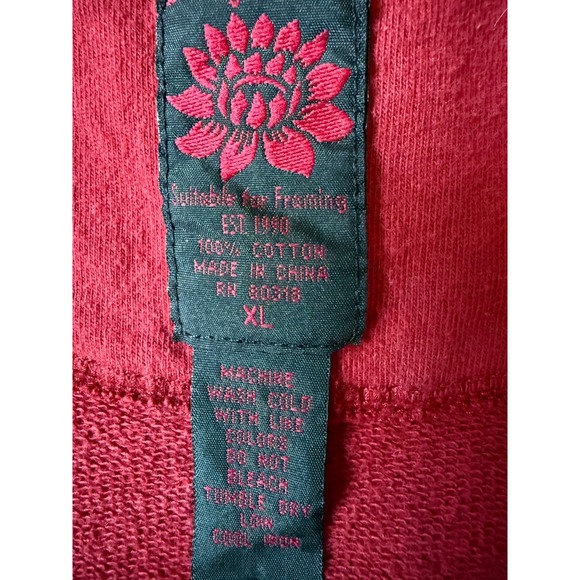 Suitable for Framing
EST. 1990
100% COTTON
MADE IN CHINA
RN 80318
XL
MACHINE
WASH COLD
WITH LIKE
COLORS
DO NOT
BLEACH
TUMBLE DRY
LOW
COOL IRON